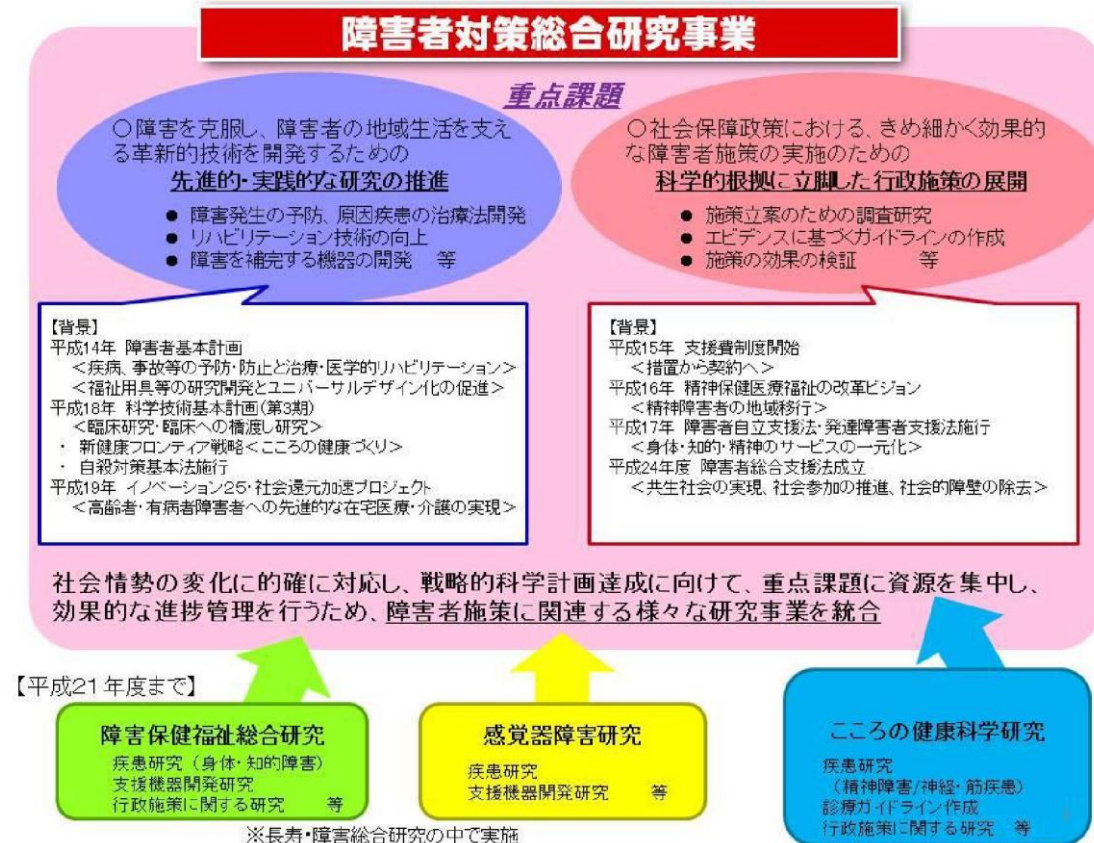 障害者対策総合研究事業
重点課題
○障害を克服し、障害者の地域生活を支え
る革新的技術を開発するための
先進的・実践的な研究の推進
● 障害発生の予防、原因疾患の治療法開発
● リハビリテーション技術の向上
● 障害を補完する機器の開発 等
○社会保障政策における、きめ細かく効果的
な障害者施策の実施のための
科学的根拠に立脚した行政施策の展開
● 施策立案のための調査研究
● エビデンスに基づくガイドラインの作成
● 施策の効果の検証 等
【背景】
平成14年 障害者基本計画
<疾病、事故等の予防・防止と治療・医学的リハビリテーション>
<福祉用具等の研究開発とユニバーサルデザイン化の促進>
平成18年 科学技術基本計画(第3期)
<臨床研究・臨床への橋渡し研究>
・ 新健康フロンティア戦略<こころの健康づくり>
・ 自殺対策基本法施行
平成19年 イノベーション25・社会還元加速プロジェクト
<高齢者・有病者障害者への先進的な在宅医療・介護の実現>
【背景】
平成15年 支援費制度開始
<措置から契約へ>
平成16年 精神保健医療福祉の改革ビジョン
<精神障害者の地域移行>
平成17年 障害者自立支援法・発達障害者支援法施行
<身体・知的・精神のサービスの一元化>
平成24年度 障害者総合支援法成立
<共生社会の実現、社会参加の推進、社会的障壁の除去>
社会情勢の変化に的確に対応し、戦略的科学計画達成に向けて、重点課題に資源を集中し、
効果的な進捗管理を行うため、障害者施策に関連する様々な研究事業を統合
【平成21年度まで】
障害保健福祉総合研究
疾患研究(身体・知的障害)
支援機器開発研究
行政施策に関する研究 等
※長寿・障害総合研究の中で実施
感覚器障害研究
疾患研究
支援機器開発研究 等
こころの健康科学研究
疾患研究
(精神障害/神経・筋疾患)
診療ガイドライン作成
行政施策に関する研究 等